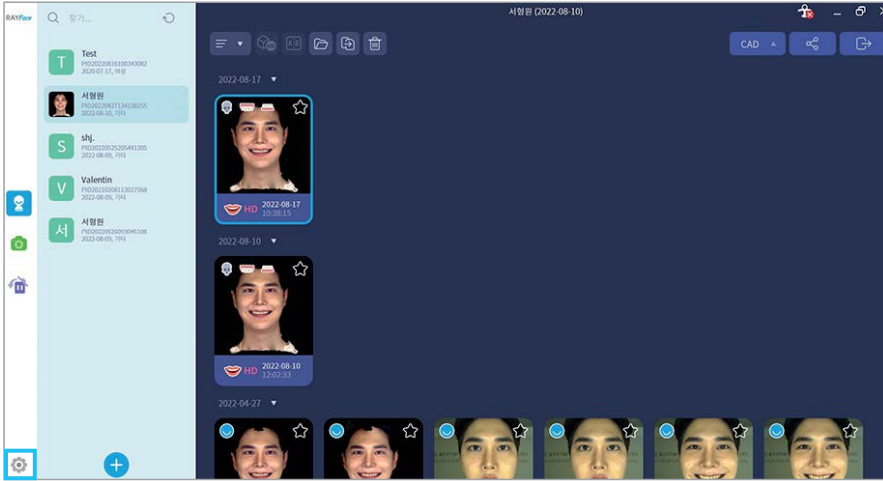 RAYFace
찾기...
서형원 (2022-08-10)
T
Test
PID20220816100343082
2020-07-17, 여성
서형원
PID20220427134138155
2022-08-10, 기타
S
shj.
PID20220525205441305
2022-08-09, 기타
V
Valentin
PID20210208113027568
2022-08-09, 기타
서
서형원
PID20220526093045108
2022-08-09, 기타
CAD
2022-08-17
HD
2022-08-17
10:38:15
2022-08-10
HD
2022-08-10
12:02:33
2022-04-27